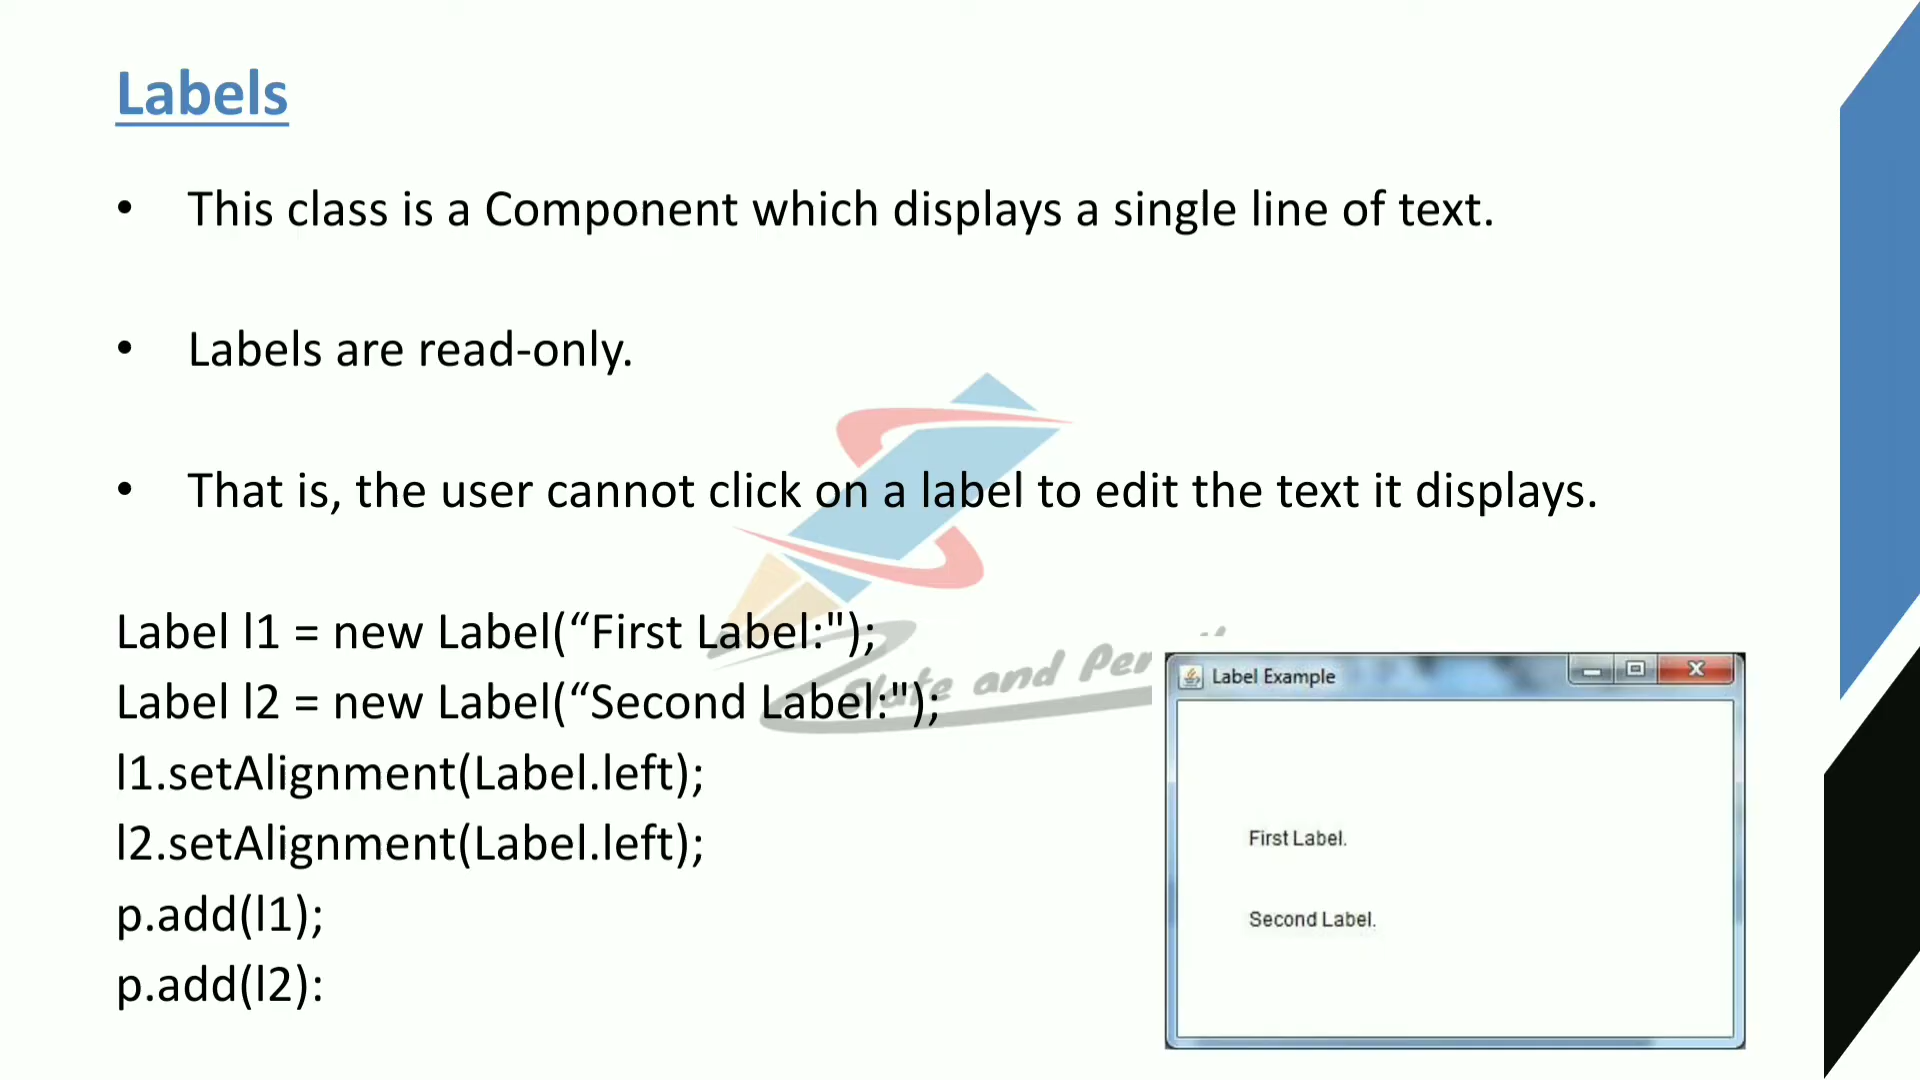 Labels
• This class is a Component which displays a single line of text.
• Labels are read-only.
• That is, the user cannot click on a label to edit the text it displays.
Label l1 = new Label(“First Label:");
Label l2 = new Label(“Second Label:");
l1.setAlignment(Label.left);
l2.setAlignment(Label.left);
p.add(l1);
p.add(l2):
Slate and Pen
Label Example
First Label.
Second Label.